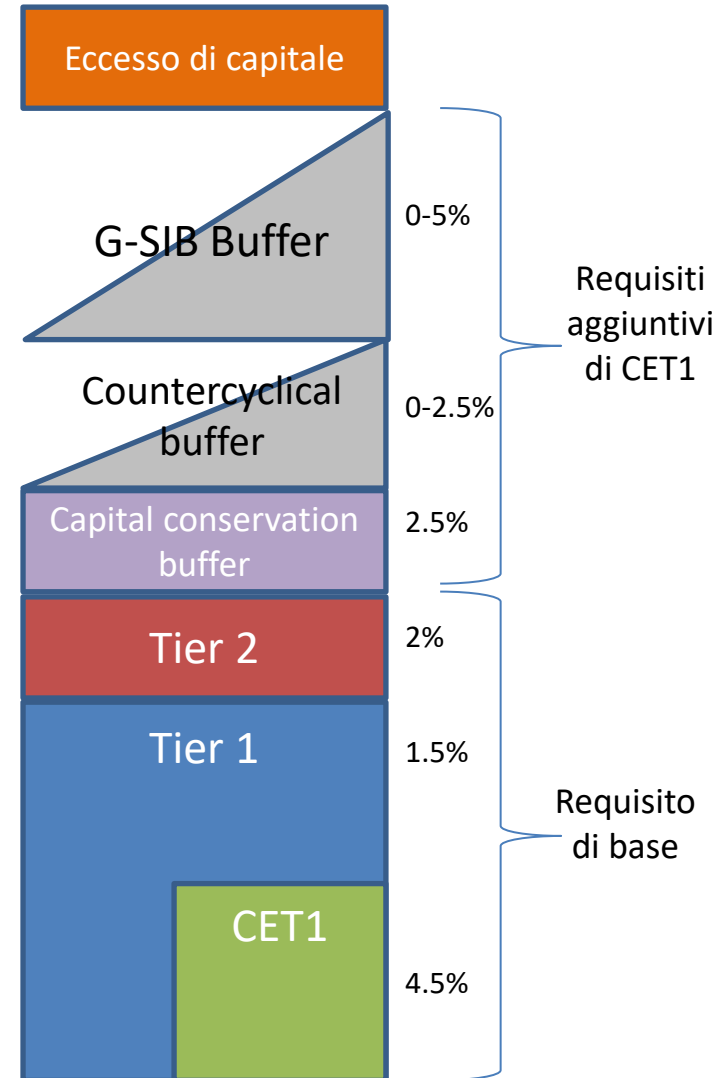 Eccesso di capitale
G-SIB Buffer
0-5%
Requisiti
aggiuntivi
di CET1
Countercyclical
buffer
0-2.5%
Capital conservation
buffer
2.5%
Tier 2
2%
Tier 1
1.5%
Requisito
di base
CET1
4.5%